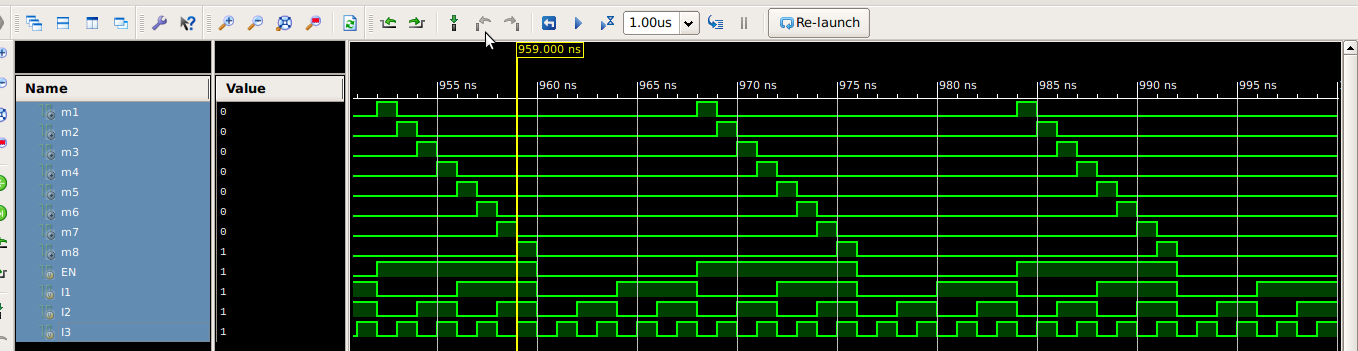 1.00us Re-launch
959.000 ns
Name Value
955 ns 960 ns 965 ns 970 ns 975 ns 980 ns 985 ns 990 ns 995 ns
m1 0
m2 0
m3 0
m4 0
m5 0
m6 0
m7 0
m8 1
EN 1
I1 1
I2 1
I3 1